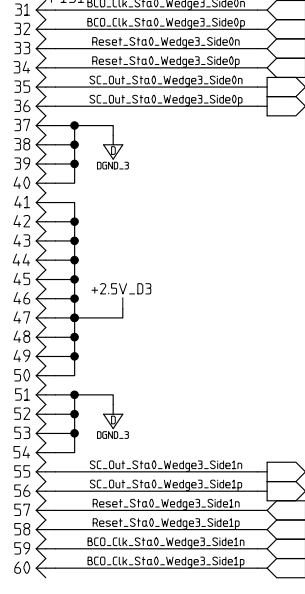 31 BCO_Clk_Sta0_Wedge3_Side0n
32 BCO_Clk_Sta0_Wedge3_Side0p
33 Reset_Sta0_Wedge3_Side0n
34 Reset_Sta0_Wedge3_Side0p
35 SC_Out_Sta0_Wedge3_Side0n
36 SC_Out_Sta0_Wedge3_Side0p
37
38 D
39 DGND_3
40
41
42
43
44
45
46 +2.5V_D3
47
48
49
50
51
52 D
53 DGND_3
54
55 SC_Out_Sta0_Wedge3_Side1n
56 SC_Out_Sta0_Wedge3_Side1p
57 Reset_Sta0_Wedge3_Side1n
58 Reset_Sta0_Wedge3_Side1p
59 BCO_Clk_Sta0_Wedge3_Side1n
60 BCO_Clk_Sta0_Wedge3_Side1p